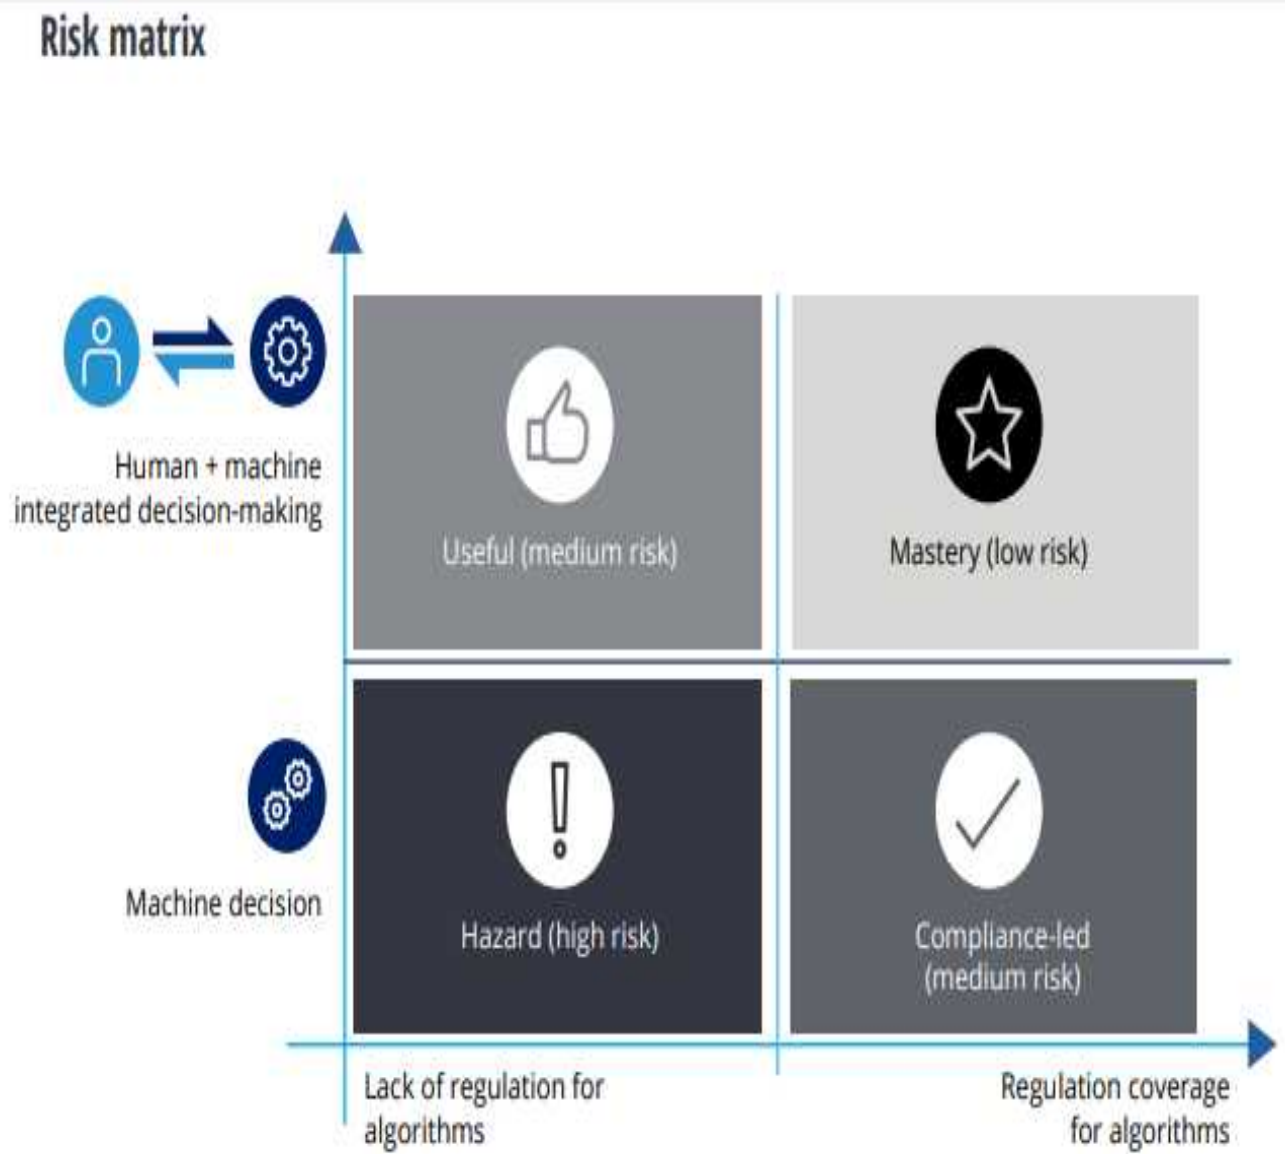 Risk matrix
Human + machine
integrated decision-making
Useful (medium risk)
Mastery (low risk)
Machine decision
Hazard (high risk)
Compliance-led
(medium risk)
Lack of regulation for
algorithms
Regulation coverage
for algorithms